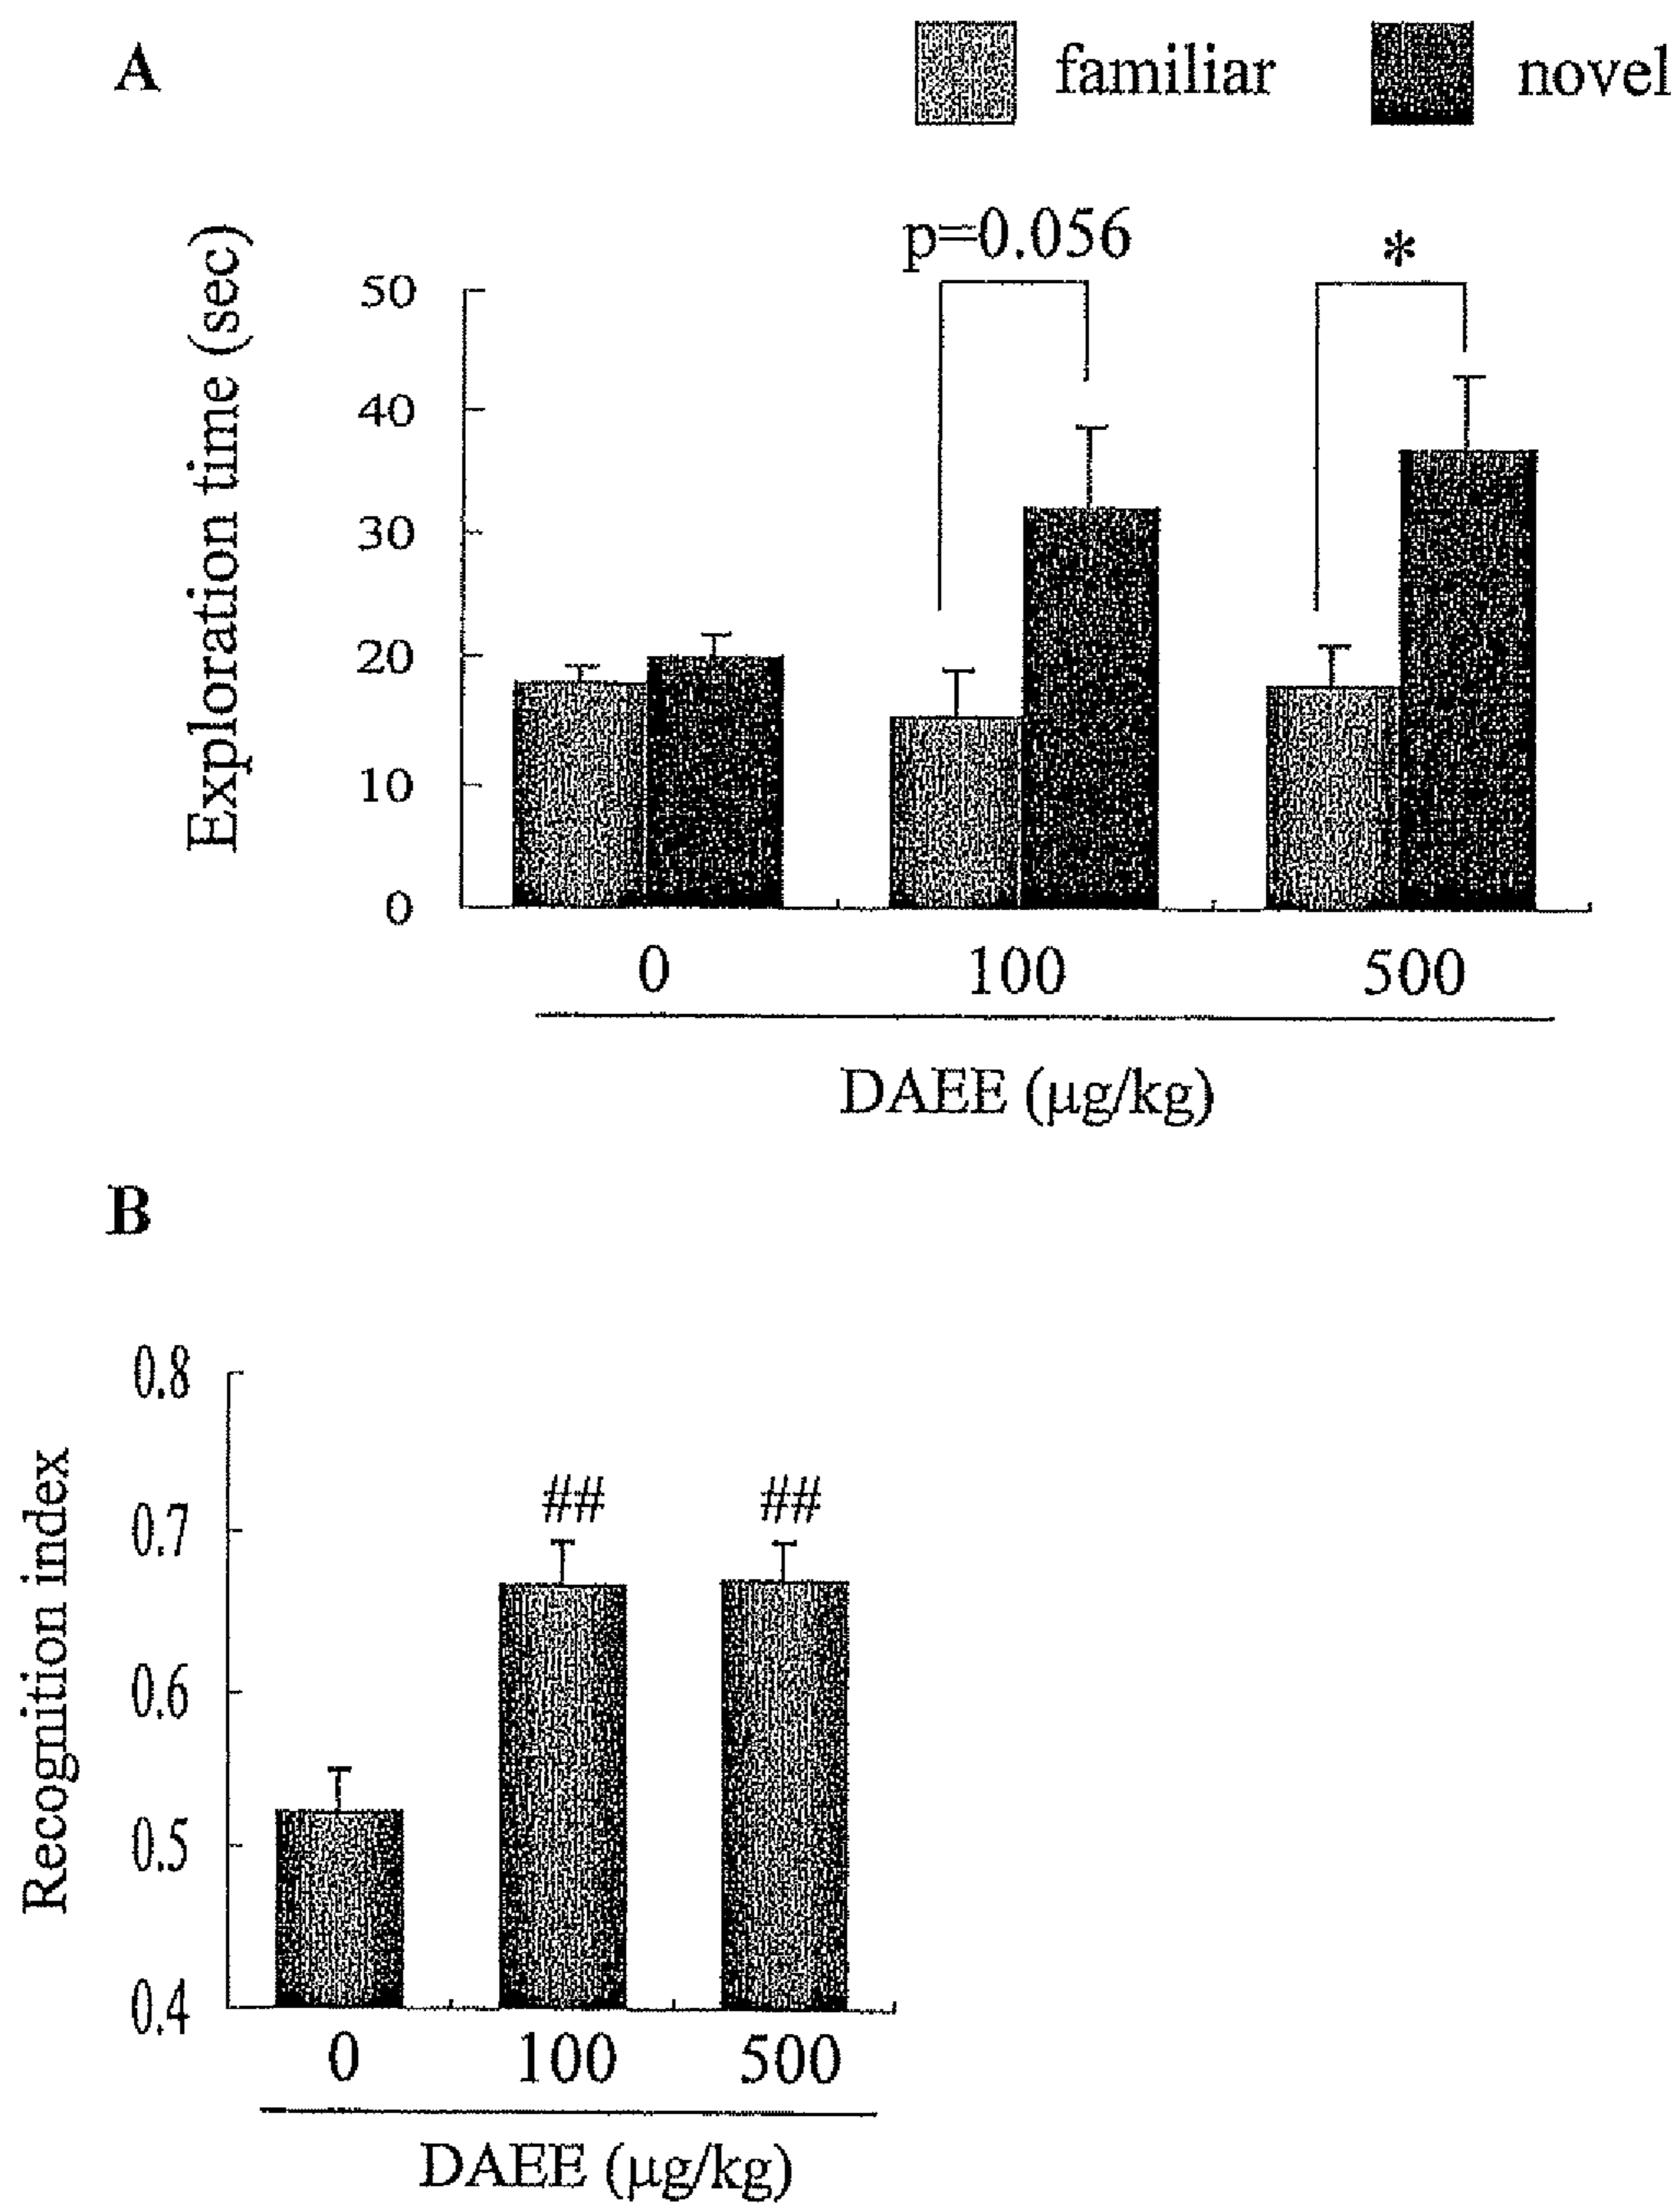 A
familiar novel
p=0.056 *
Exploration time (sec)
50
40
30
20
10
0
0 100 500
DAEE (μg/kg)
B
Recognition index
0.8
0.7
0.6
0.5
0.4
## ##
0 100 500
DAEE (μg/kg)